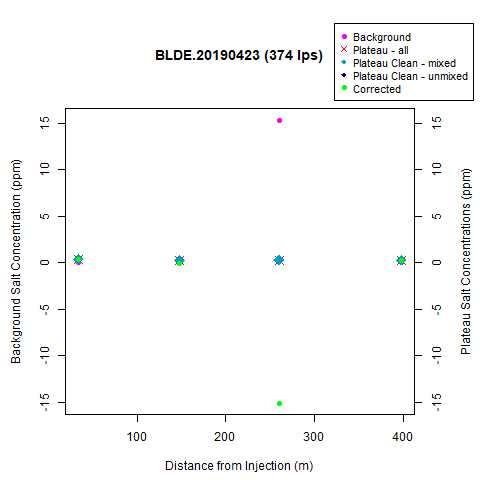 BLDE.20190423 (374 lps)
Background
Plateau - all
Plateau Clean - mixed
Plateau Clean - unmixed
Corrected
Background Salt Concentration (ppm)
15
10
5
0
-5
-10
-15
15
10
5
0
-5
-10
-15
Plateau Salt Concentrations (ppm)
100 200 300 400
Distance from Injection (m)